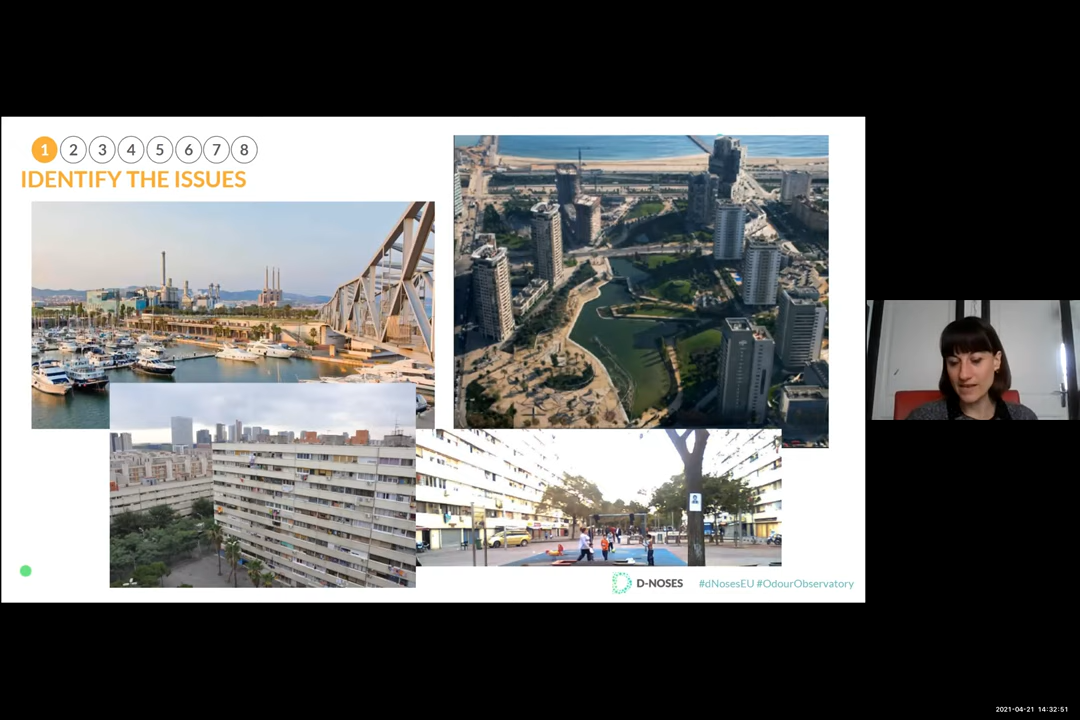 1 2 3 4 5 6 7 8
IDENTIFY THE ISSUES
D-NOSES #dNosesEU #OdourObservatory
2021-04-21 14:32:51